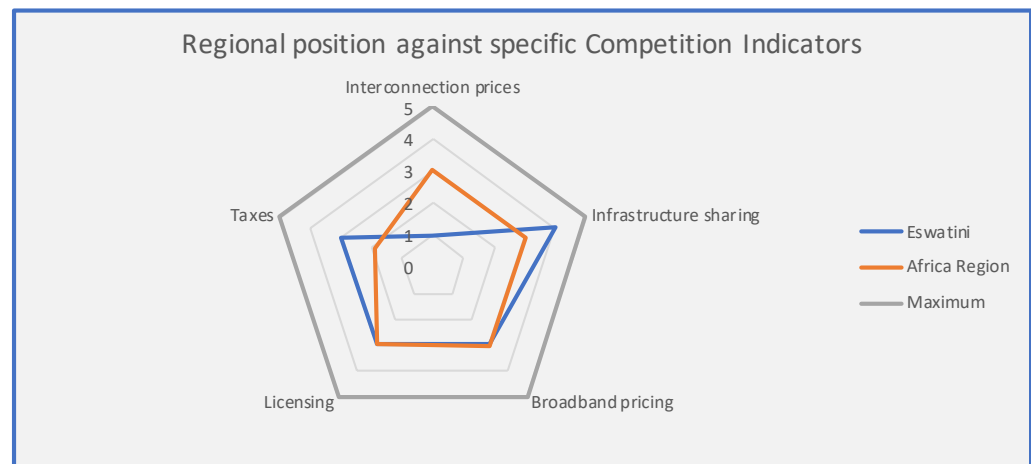 Regional position against specific Competition Indicators
Interconnection prices
5
4
3
2
1
0
Taxes
Infrastructure sharing
Licensing
Broadband pricing
Eswatini
Africa Region
Maximum